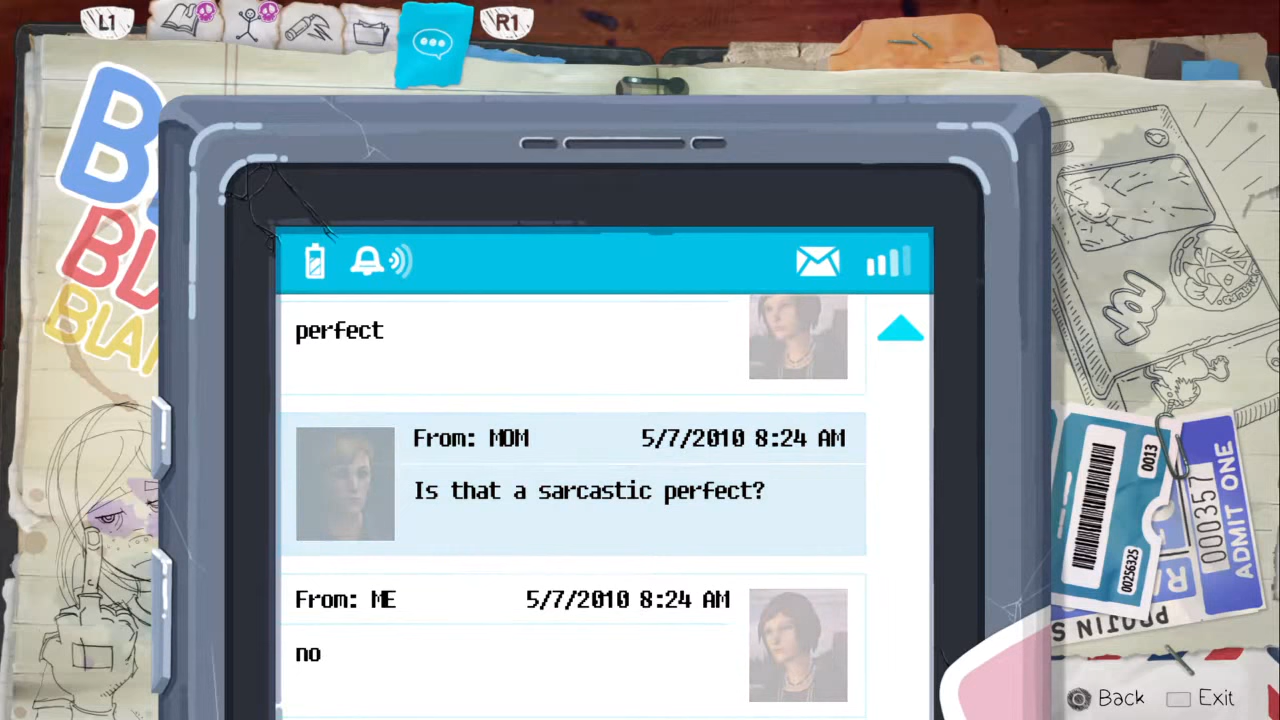 L1
R1
perfect
From: MOM 5/7/2010 8:24 AM
Is that a sarcastic perfect?
From: ME 5/7/2010 8:24 AM
no
0013
00256325
000357
ADMIT ONE
Back
Exit